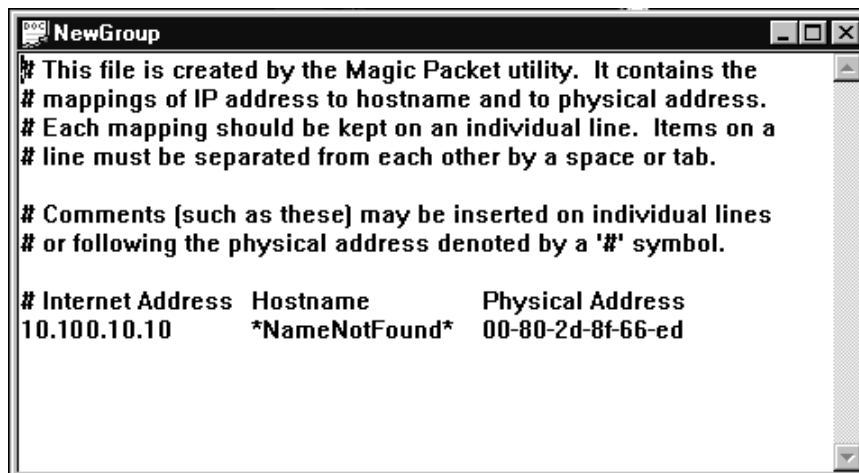 NewGroup
# This file is created by the Magic Packet utility.  It contains the
# mappings of IP address to hostname and to physical address.
# Each mapping should be kept on an individual line.  Items on a
# line must be separated from each other by a space or tab.
# Comments (such as these) may be inserted on individual lines
# or following the physical address denoted by a '#' symbol.
# Internet Address  Hostname  Physical Address
10.100.10.10  *NameNotFound*  00-80-2d-8f-66-ed